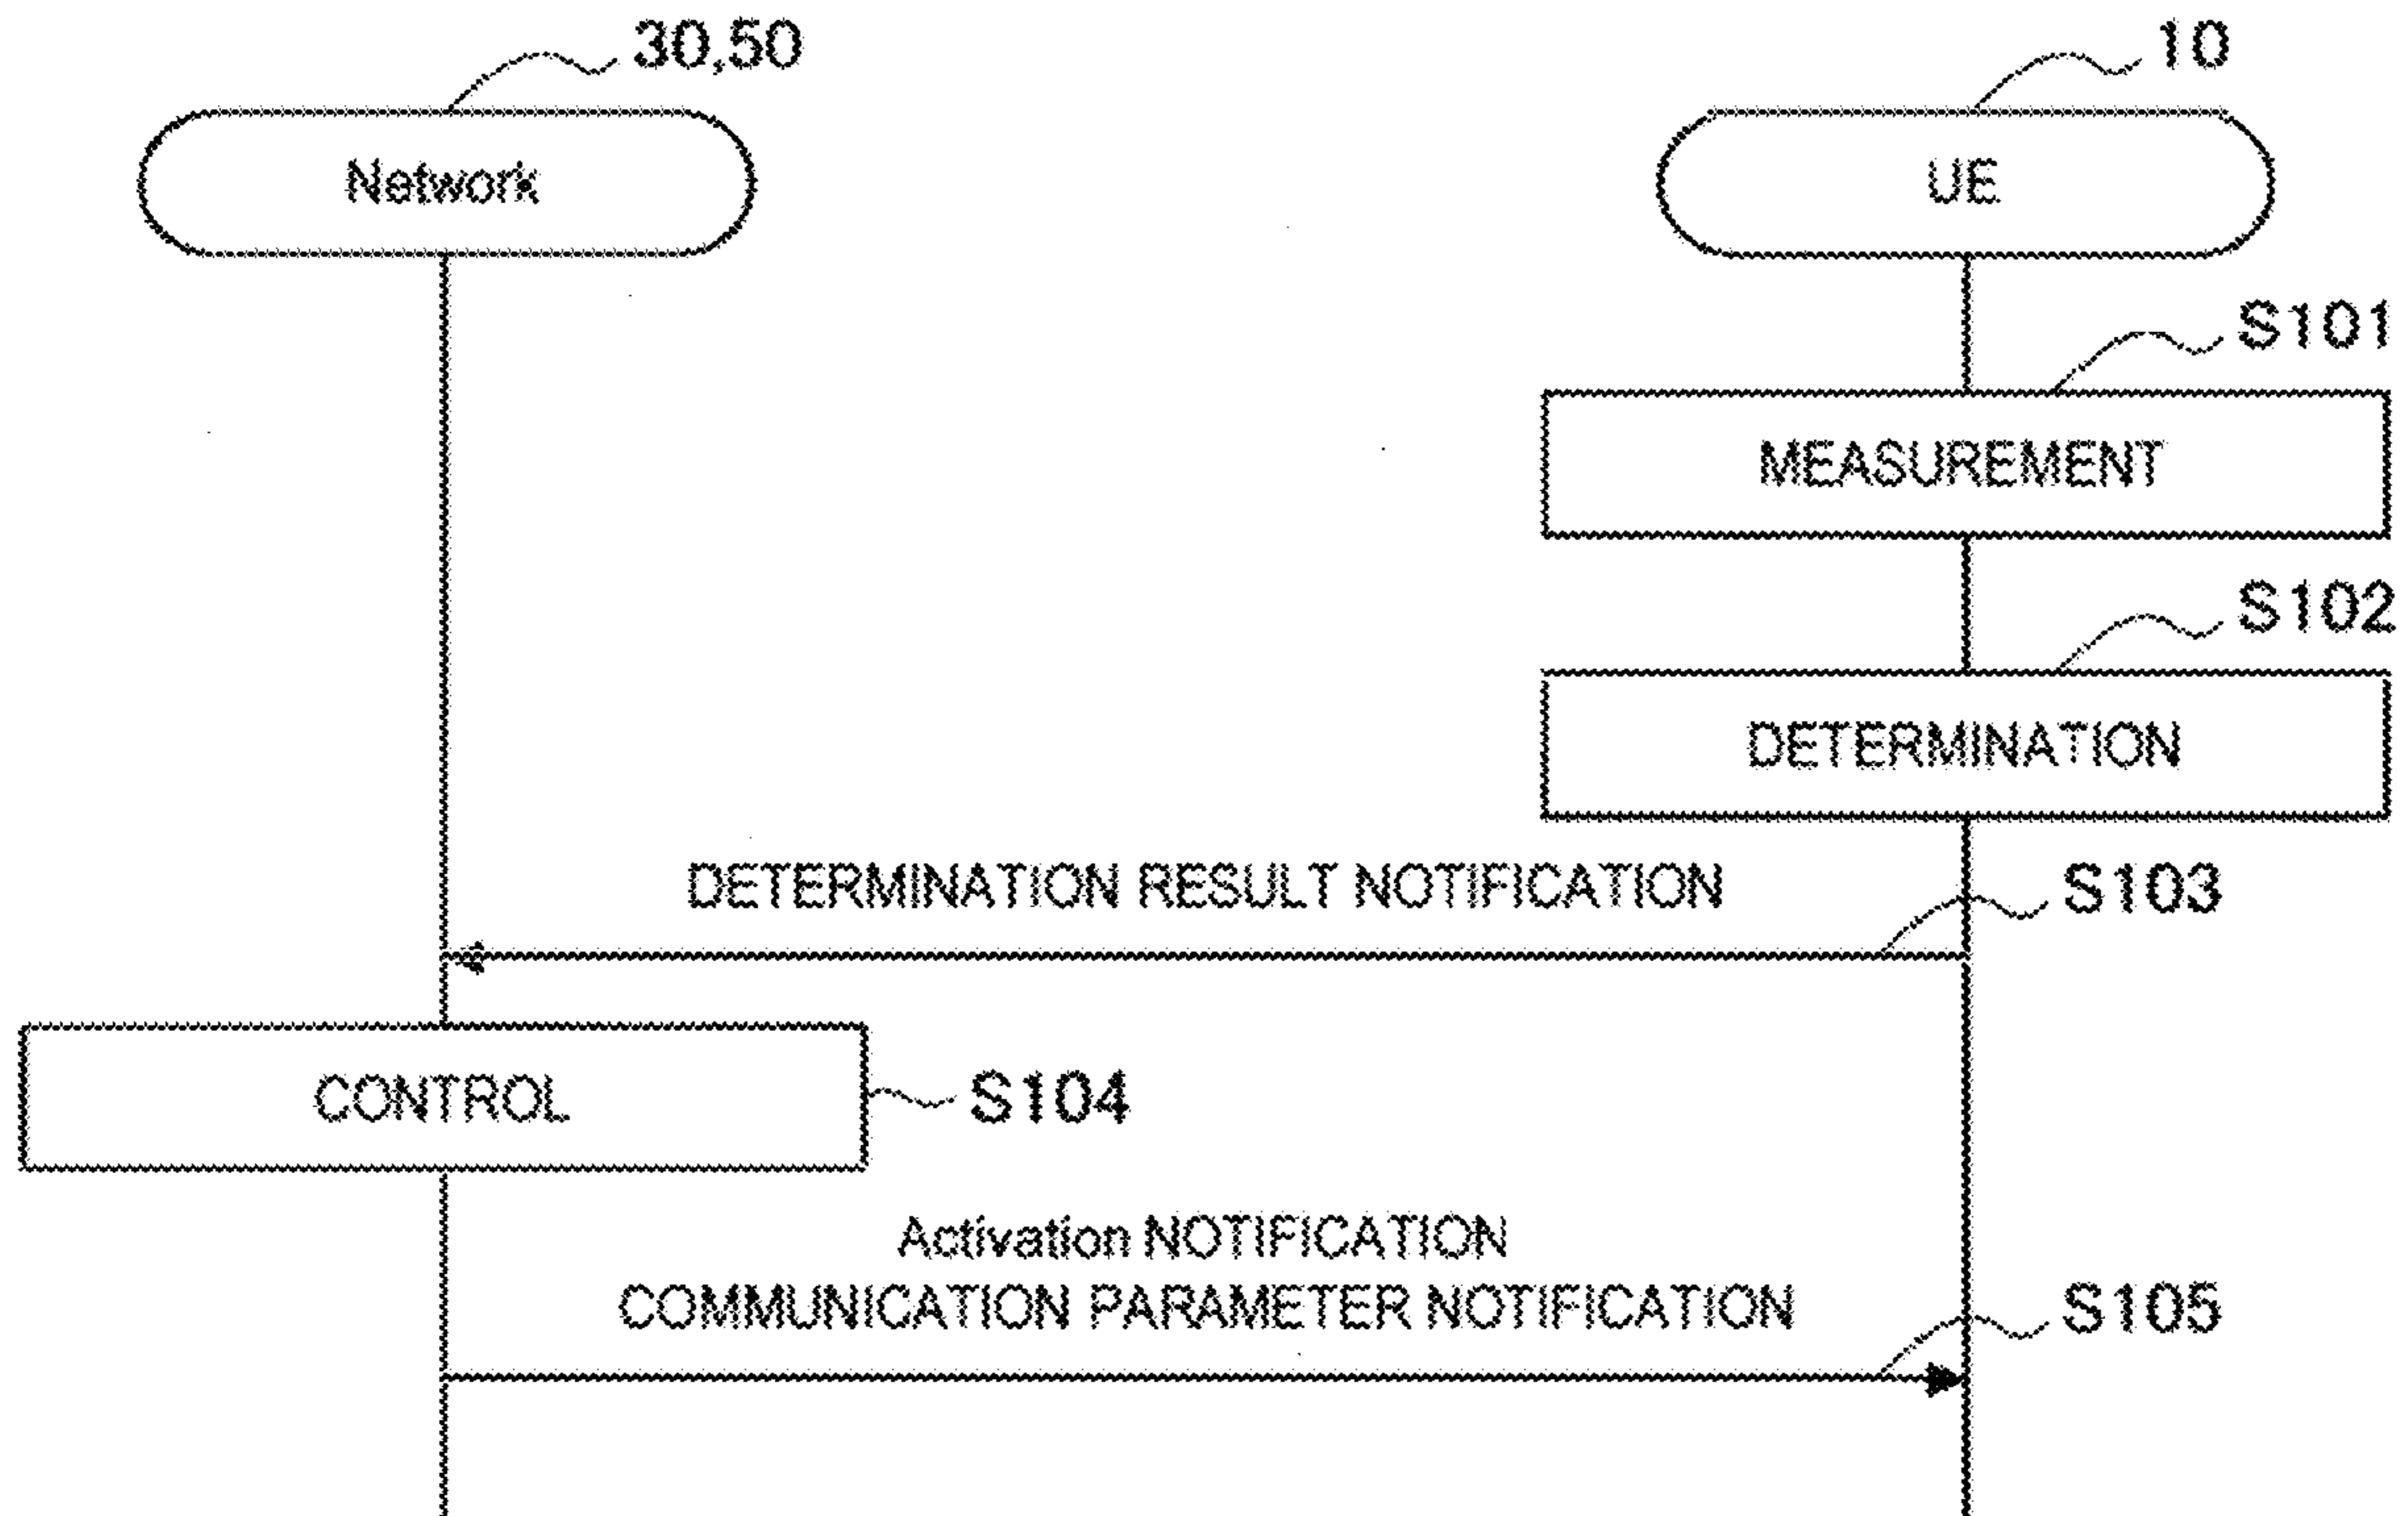 30,50
10
Network
UE
S101
MEASUREMENT
S102
DETERMINATION
DETERMINATION RESULT NOTIFICATION
S103
CONTROL
S104
Activation NOTIFICATION
COMMUNICATION PARAMETER NOTIFICATION
S105